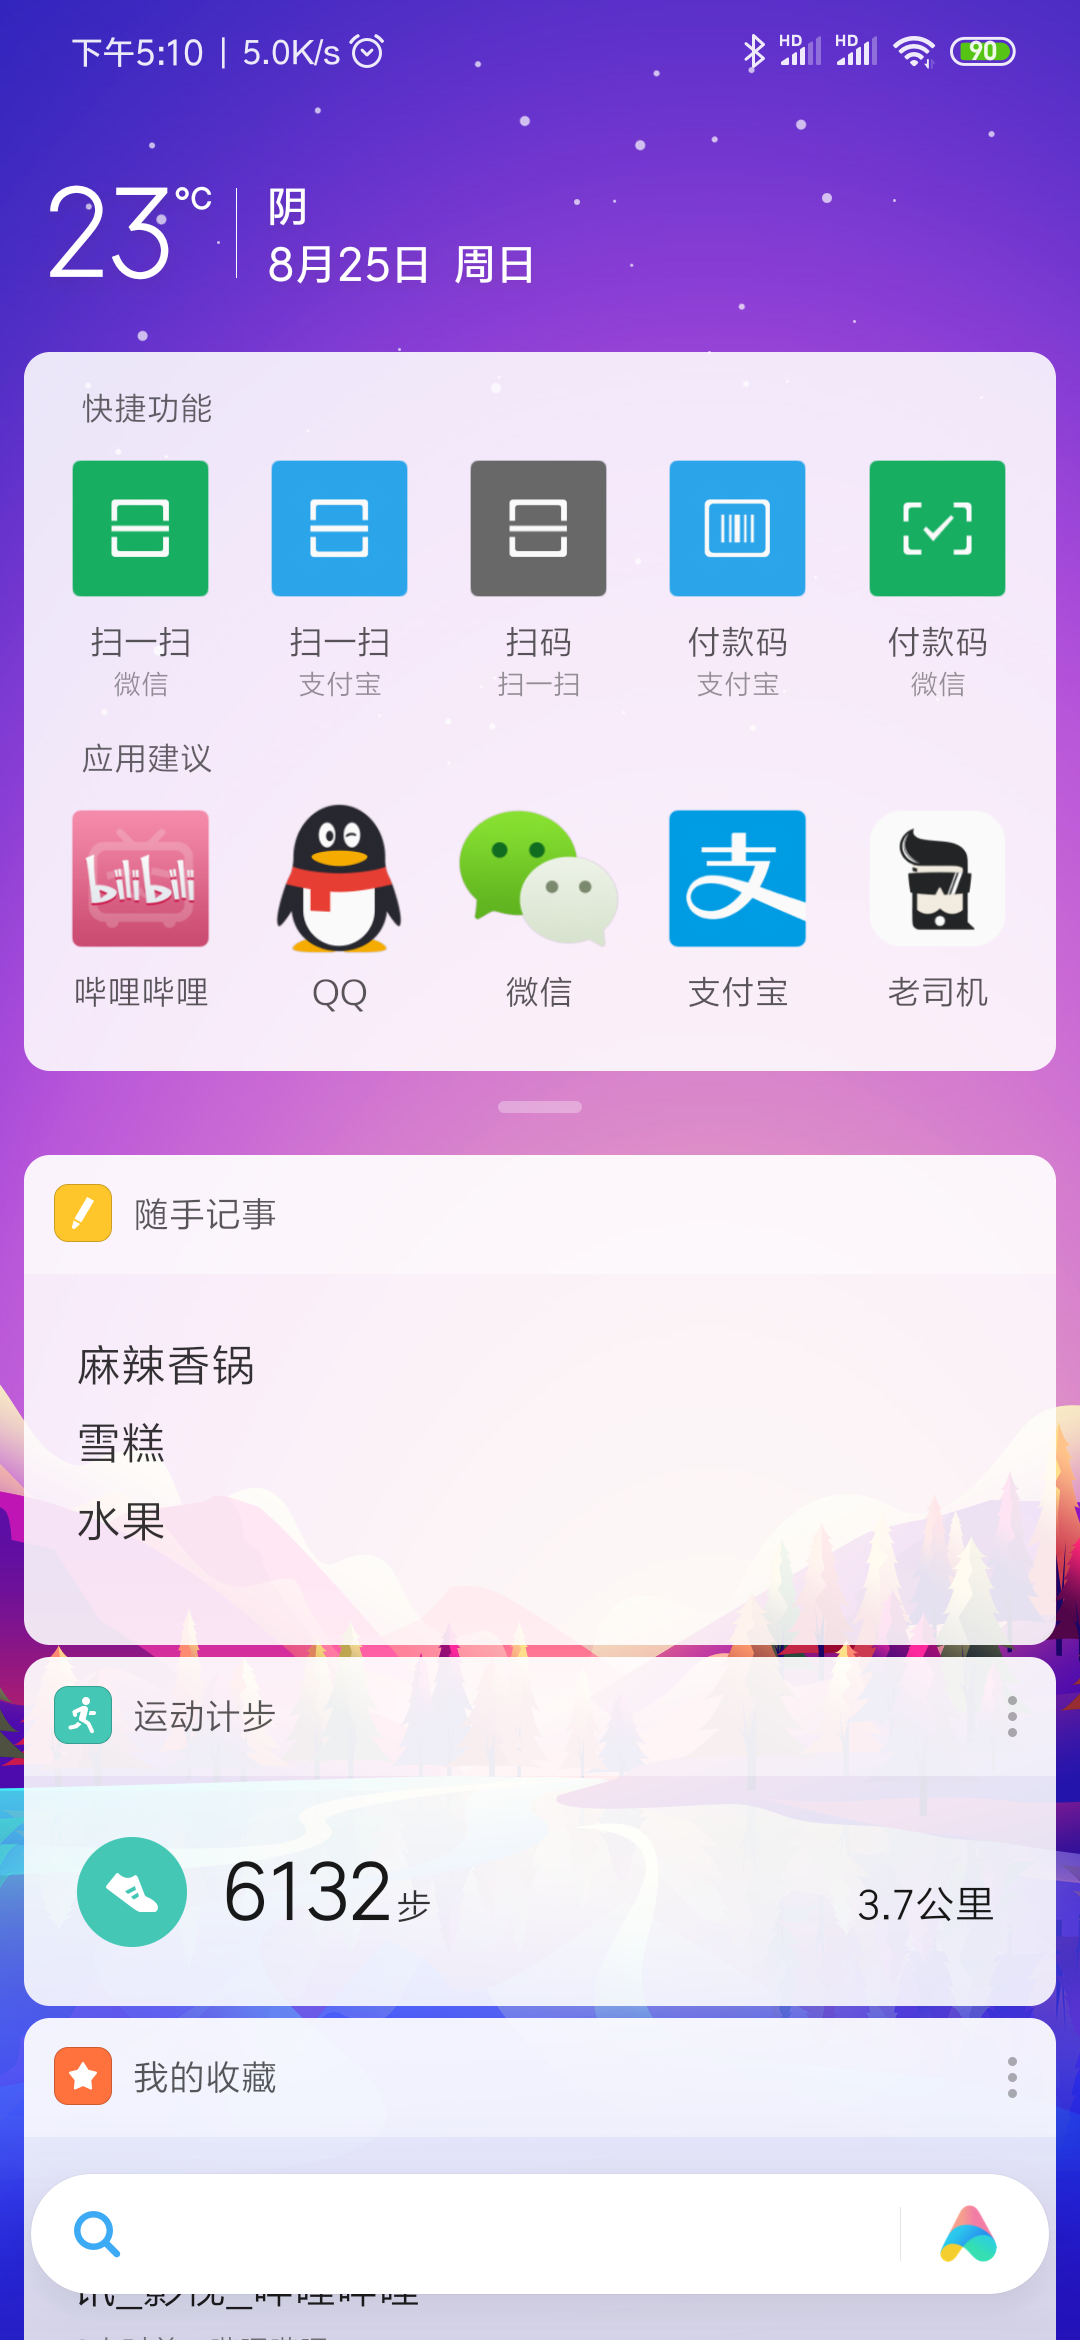 下午5:10 | 5.0K/s HD HD 90
23℃
阴
8月25日 周日
快捷功能
扫一扫 扫一扫 扫码 付款码 付款码
微信 支付宝 扫一扫 支付宝 微信
应用建议
bilibili
哔哩哔哩 QQ 微信 支付宝 老司机
随手记事
麻辣香锅
雪糕
水果
运动计步
6132步 3.7公里
我的收藏